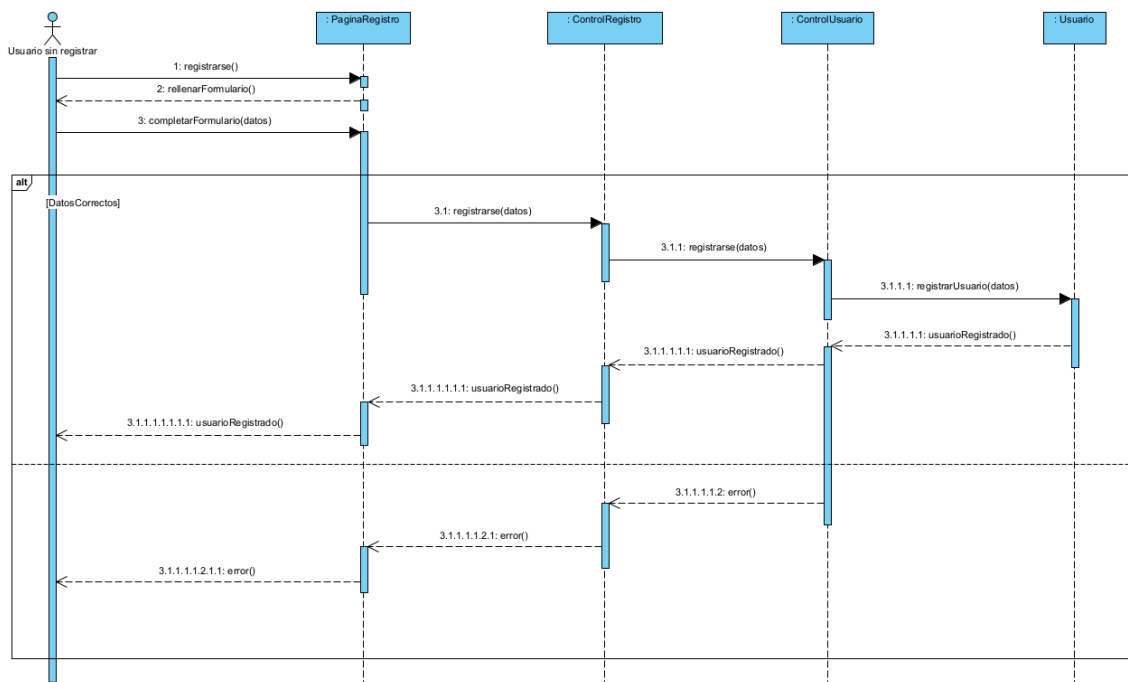 Usuario sin registrar
: PaginaRegistro
: ControlRegistro
: ControlUsuario
: Usuario
1: registrarse()
2: rellenarFormulario()
3: completarFormulario(datos)
alt
[DatosCorrectos]
3.1: registrarse(datos)
3.1.1: registrarse(datos)
3.1.1.1: registrarUsuario(datos)
3.1.1.1.1: usuarioRegistrado()
3.1.1.1.1.1: usuarioRegistrado()
3.1.1.1.1.1.1: usuarioRegistrado()
3.1.1.1.1.1.1.1: usuarioRegistrado()
3.1.1.1.1.2: error()
3.1.1.1.1.2.1: error()
3.1.1.1.1.2.1.1: error()